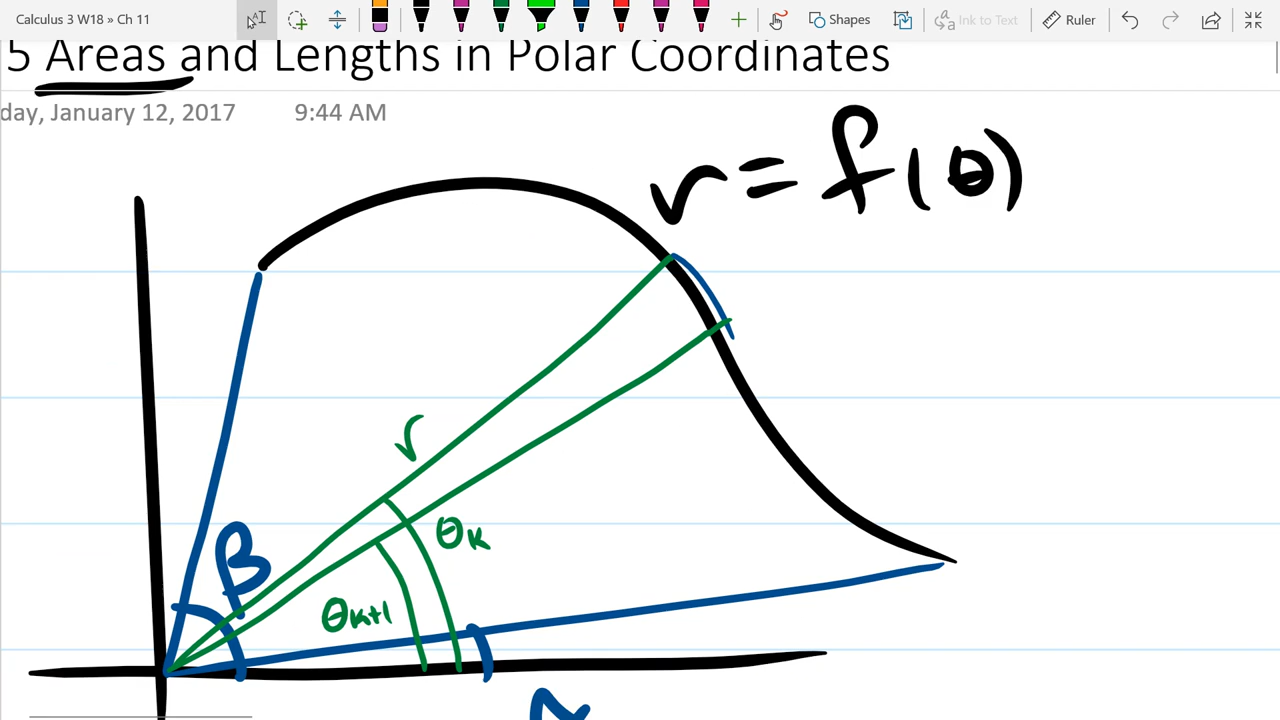 Calculus 3 W18 » Ch 11
Shapes
Ink to Text
Ruler
5 Areas and Lengths in Polar Coordinates
day, January 12, 2017 9:44 AM
r = f(θ)
r
θK
β
θK+1